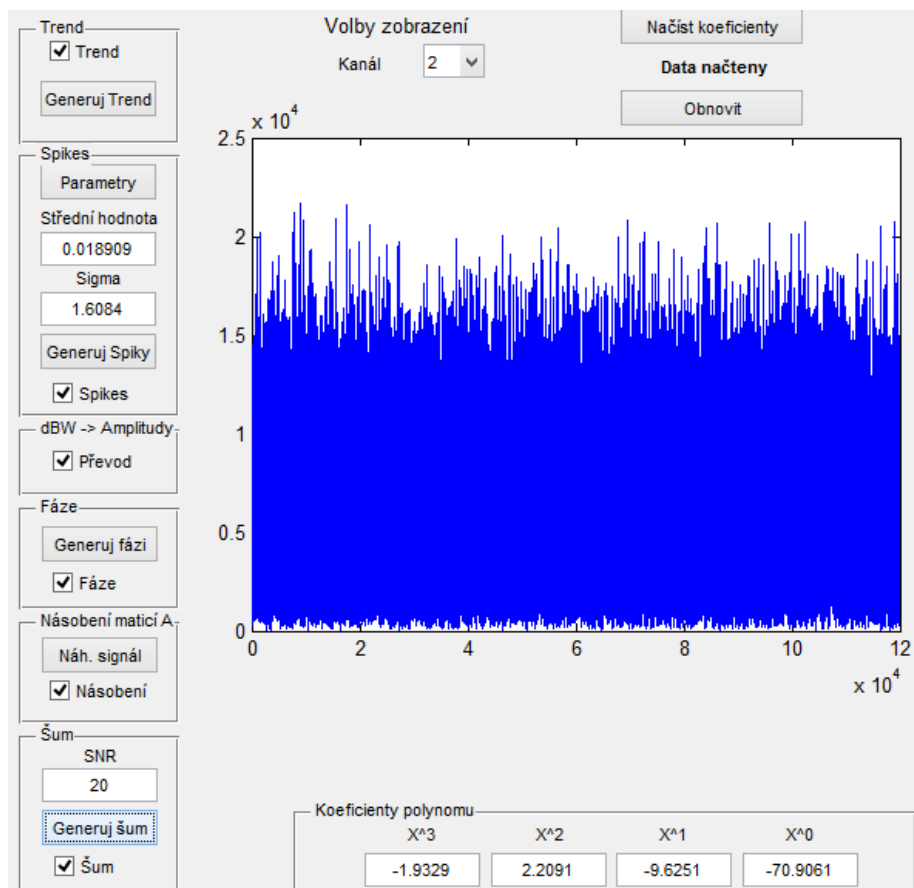 Trend
Trend
Generuj Trend
Spikes
Parametry
Střední hodnota
0.018909
Sigma
1.6084
Generuj Spiky
Spikes
dBW -> Amplitudy
Převod
Fáze
Generuj fázi
Fáze
Násobení maticí A
Náh. signál
Násobení
Šum
SNR
20
Generuj šum
Šum
Volby zobrazení
Kanál 2
Načíst koeficienty
Data načteny
Obnovit
x 10^4
2.5
2
1.5
1
0.5
0
0 2 4 6 8 10 12
x 10^4
Koeficienty polynomu
X^3 X^2 X^1 X^0
-1.9329 2.2091 -9.6251 -70.9061